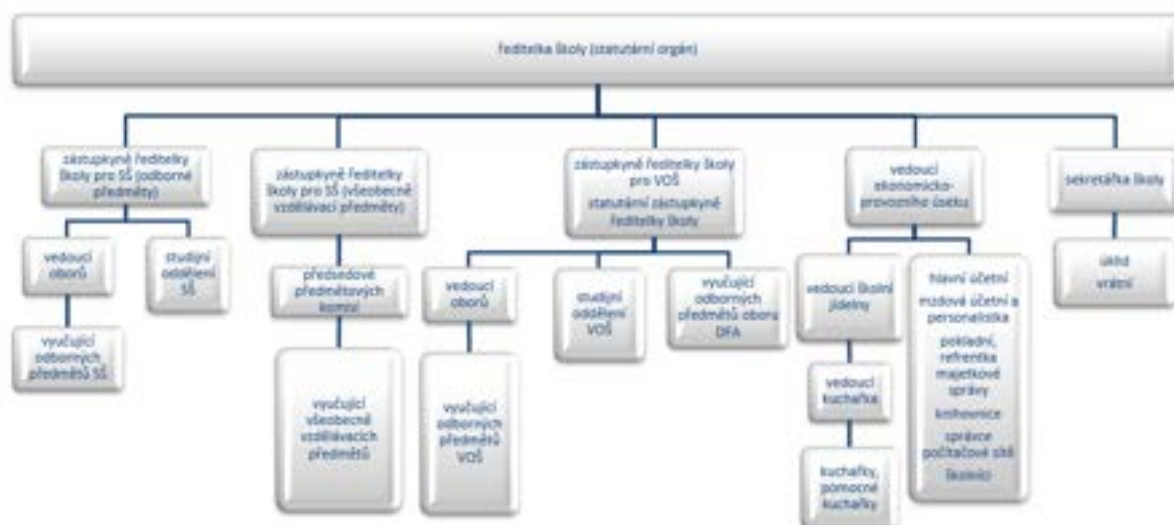 ředitelka školy (statutární orgán)
zástupkyně ředitelky
školy pro SŠ (odborné
předměty)
zástupkyně ředitelky
školy pro SŠ (všeobecně
vzdělávací předměty)
zástupkyně ředitelky školy
pro VOŠ
statutární zástupkyně
ředitelky školy
vedoucí
ekonomicko-
provozního úseku
sekretářka školy
vedoucí
oborů
studijní
oddělení
SŠ
předsedové
předmětových
komisí
vedoucí
oborů
studijní
oddělení
VOŠ
vyučující
odborných
předmětů oboru
DFA
vedoucí školní
jídelny
hlavní účetní
mzdová účetní a
personalistka
pokladní,
refrentka
majetkové
správy
knihovnice
správce
počítačové sítě
školníci
úklid
vrátní
vyučující
odborných
předmětů SŠ
vyučující
všeobecně
vzdělávacích
předmětů
vyučující
odborných
předmětů
VOŠ
vedoucí
kuchařka
kuchařky,
pomocné
kuchařky